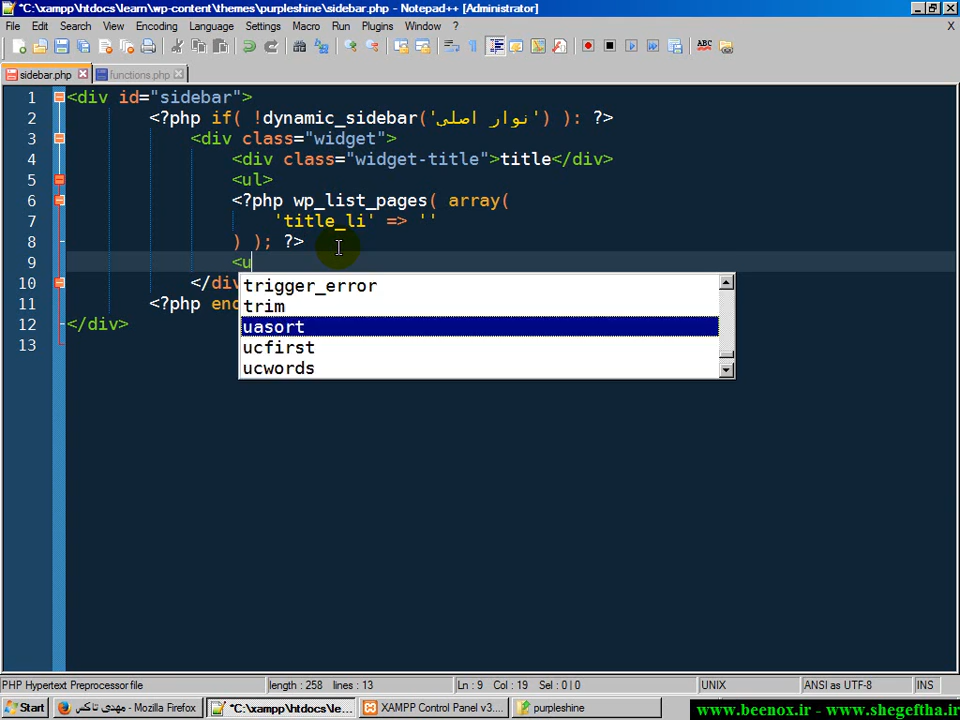 *C:\xampp\htdocs\learn\wp-content\themes\purpleshine\sidebar.php - Notepad++ [Administrator]
File Edit Search View Encoding Language Settings Macro Run Plugins Window ? X
sidebar.php functions.php
1 <div id="sidebar">
2 <?php if( !dynamic_sidebar('نوار اصلی') ): ?>
3 <div class="widget">
4 <div class="widget-title">title</div>
5 <ul>
6 <?php wp_list_pages( array(
7 'title_li' => ''
8 ) ); ?>
9 <u
10 </div
11 <?php end
12 </div>
13
trigger_error
trim
uasort
ucfirst
ucwords
PHP Hypertext Preprocessor file length : 258 lines : 13 Ln : 9 Col : 19 Sel : 0 | 0 UNIX ANSI as UTF-8 INS
Start مهدی تاکس - Mozilla Firefox *C:\xampp\htdocs\le... XAMPP Control Panel v3.... purpleshine
www.beenox.ir - www.shegeftha.ir